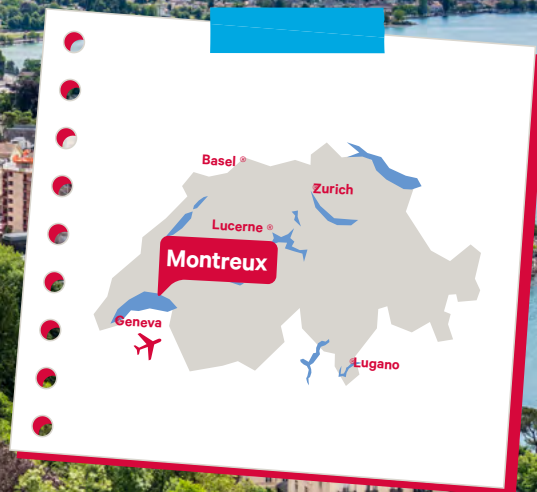 Basel
Zurich
Lucerne
Montreux
Geneva
Lugano